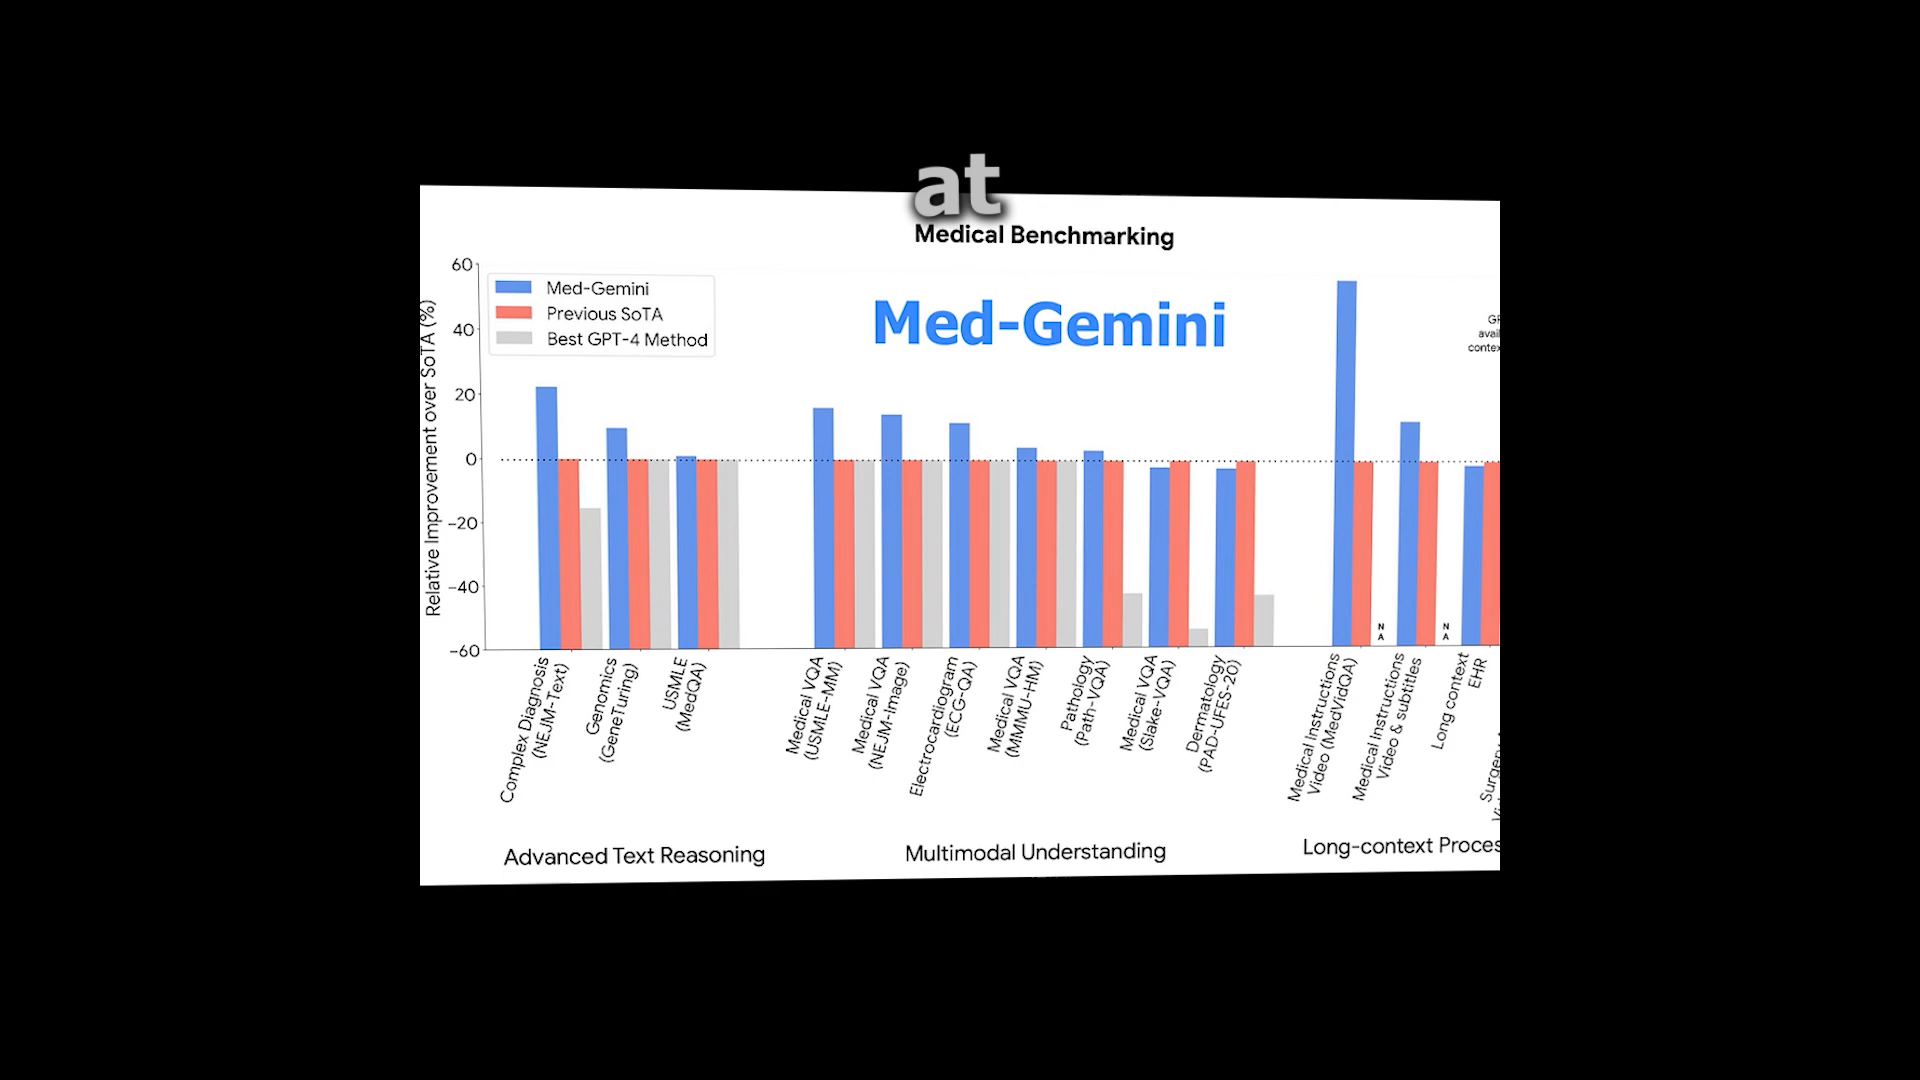 at
Medical Benchmarking
60
40
20
0
−20
−40
−60
Relative Improvement over SoTA (%)
Med-Gemini
Previous SoTA
Best GPT-4 Method
Med-Gemini
N
A
N
A
Complex Diagnosis
(NEJM-Text)
Genomics
(GeneTuring)
USMLE
(MedQA)
Medical VQA
(USMLE-MM)
Medical VQA
(NEJM-Image)
Electrocardiogram
(ECG-QA)
Medical VQA
(MMMU-HM)
Pathology
(Path-VQA)
Medical VQA
(Slake-VQA)
Dermatology
(PAD-UFES-20)
Medical Instructions
Video (MedVidQA)
Medical Instructions
Video & subtitles
Long context
EHR
Advanced Text Reasoning
Multimodal Understanding
Long-context